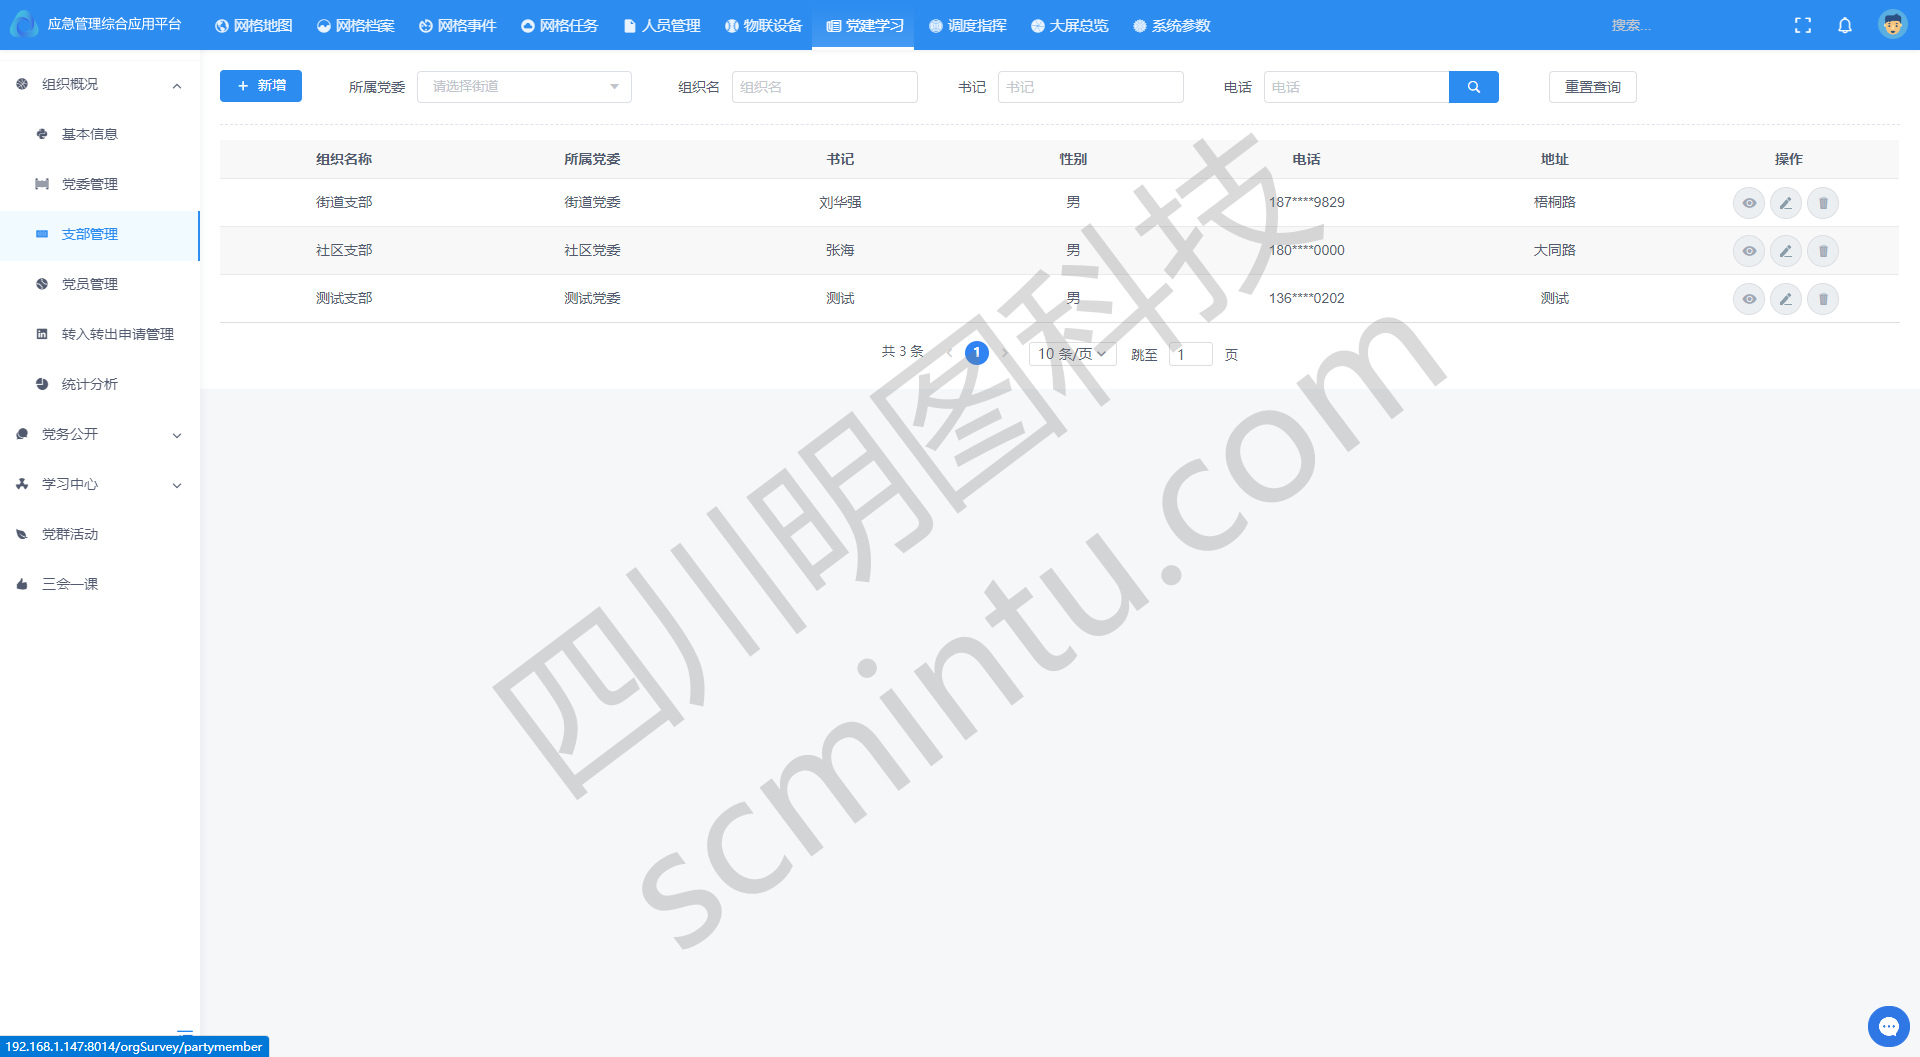 应急管理综合应用平台 网格地图 网格档案 网格事件 网格任务 人员管理 物联设备 党建学习 调度指挥 大屏总览 系统参数 搜索...
组织概况
基本信息
党委管理
支部管理
党员管理
转入转出申请管理
统计分析
党务公开
学习中心
党群活动
三会一课
新增 所属党委 请选择街道 组织名 组织名 书记 书记 电话 电话 重置查询
组织名称 所属党委 书记 性别 电话 地址 操作
街道支部 街道党委 刘华强 男 187****9829 梧桐路
社区支部 社区党委 张海 男 180****0000 大同路
测试支部 测试党委 测试 男 136****0202 测试
共 3 条 1 10 条/页 跳至 1 页
四川明图科技
scmintu.com
192.168.1.147:8014/orgSurvey/partymember